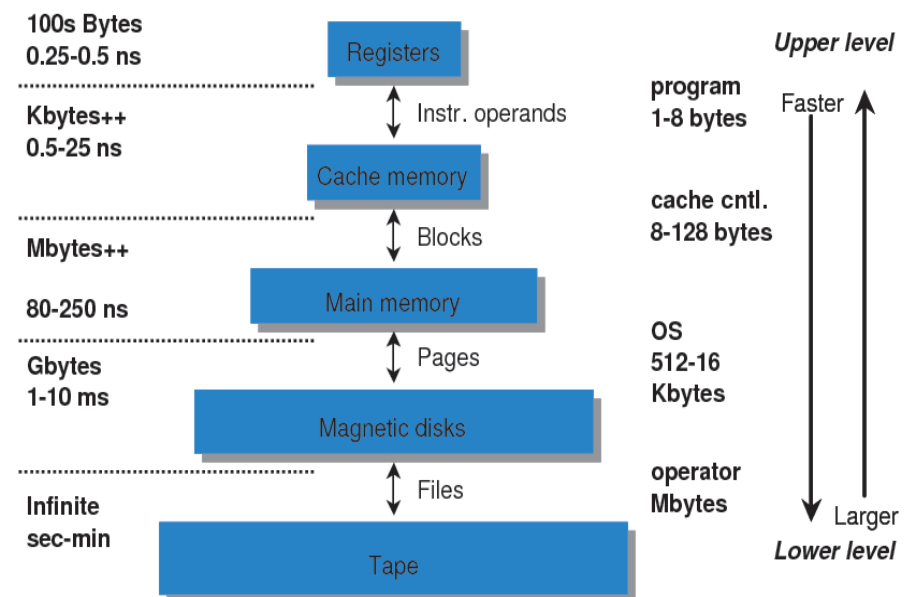 100s Bytes
0.25-0.5 ns
Registers
Upper level
Kbytes++
0.5-25 ns
Instr. operands
program
1-8 bytes
Faster
Cache memory
cache cntl.
8-128 bytes
Blocks
Mbytes++
80-250 ns
Main memory
OS
512-16
Kbytes
Pages
Gbytes
1-10 ms
Magnetic disks
operator
Mbytes
Files
Infinite
sec-min
Larger
Lower level
Tape